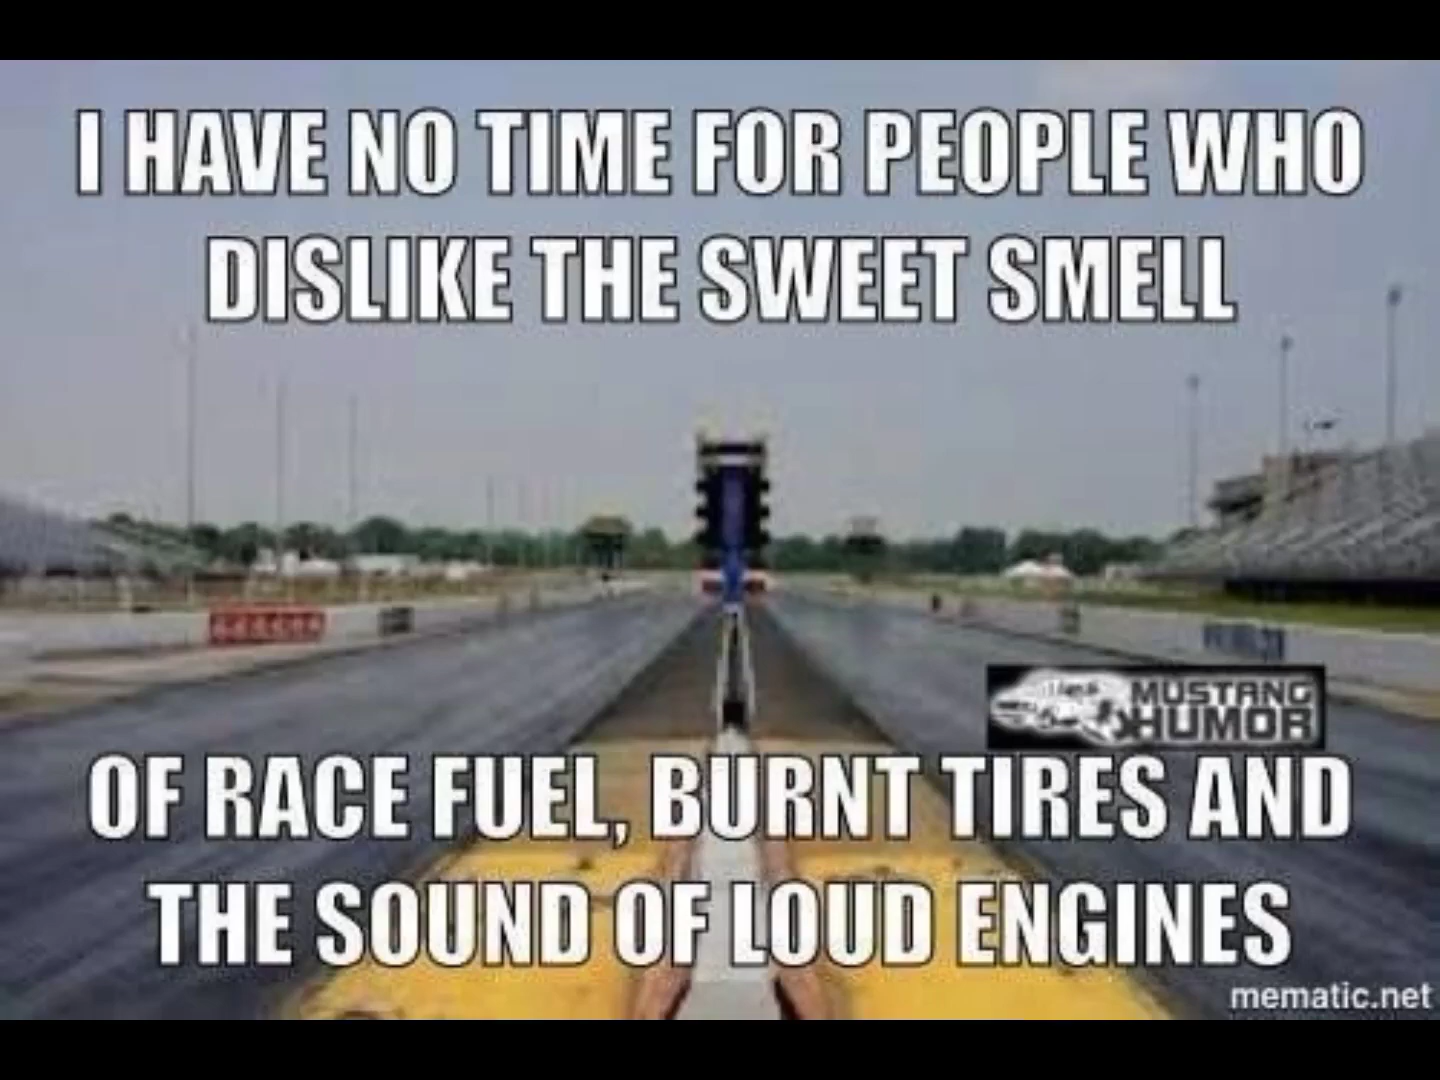 I HAVE NO TIME FOR PEOPLE WHO
DISLIKE THE SWEET SMELL
MUSTANG
HUMOR
OF RACE FUEL, BURNT TIRES AND
THE SOUND OF LOUD ENGINES
mematic.net